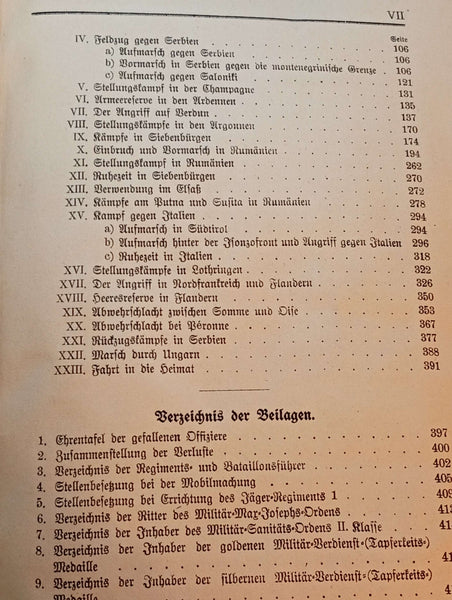 VII
Seite
IV. Feldzug gegen Serbien . . . . . . . . 106
a) Aufmarsch gegen Serbien . . . . . . . 106
b) Vormarsch in Serbien gegen die montenegrinische Grenze . 106
c) Aufmarsch gegen Saloniki . . . . . . . 121
V. Stellungskampf in der Champagne . . . . . . 131
VI. Armeereserve in den Ardennen . . . . . . 135
VII. Der Angriff auf Verdun . . . . . . . . 137
VIII. Stellungskämpfe in den Argonnen . . . . . . 170
IX. Kämpfe in Siebenbürgen . . . . . . . . 174
X. Einbruch und Vormarsch in Rumänien . . . . . 194
XI. Stellungskampf in Rumänien . . . . . . . 262
XII. Ruhezeit in Siebenbürgen . . . . . . . . 270
XIII. Verwendung im Elsaß . . . . . . . . 272
XIV. Kämpfe am Putna und Susita in Rumänien . . . . 278
XV. Kampf gegen Italien . . . . . . . . . 294
a) Aufmarsch in Südtirol . . . . . . . . 294
b) Aufmarsch hinter der Isonzofront und Angriff gegen Italien 296
c) Ruhezeit in Italien . . . . . . . . 318
XVI. Stellungskämpfe in Lothringen . . . . . . 322
XVII. Der Angriff in Nordfrankreich und Flandern . . . . 326
XVIII. Heeresreserve in Flandern . . . . . . . 350
XIX. Abwehrschlacht zwischen Somme und Oise . . . . 353
XX. Abwehrschlacht bei Péronne . . . . . . . 367
XXI. Rückzugskämpfe in Serbien . . . . . . . 377
XXII. Marsch durch Ungarn . . . . . . . . 388
XXIII. Fahrt in die Heimat . . . . . . . . 391
Verzeichnis der Beilagen.
1. Ehrentafel der gefallenen Offiziere . . . . . . 397
2. Zusammenstellung der Verluste . . . . . . . 400
3. Verzeichnis der Regiments- und Bataillonsführer . . . 402
4. Stellenbesetzung bei der Mobilmachung . . . . . 405
5. Stellenbesetzung bei Errichtung des Jäger-Regiments 1 . . 409
6. Verzeichnis der Ritter des Militär-Max-Josephs-Ordens . .
7. Verzeichnis der Inhaber des Militär-Sanitäts-Ordens II. Klasse .
8. Verzeichnis der Inhaber der goldenen Militär-Verdienst-(Tapferkeits-)
Medaille . . . . . . . . . .
9. Verzeichnis der Inhaber der silbernen Militär-Verdienst-(Tapferkeits-)
Medaille